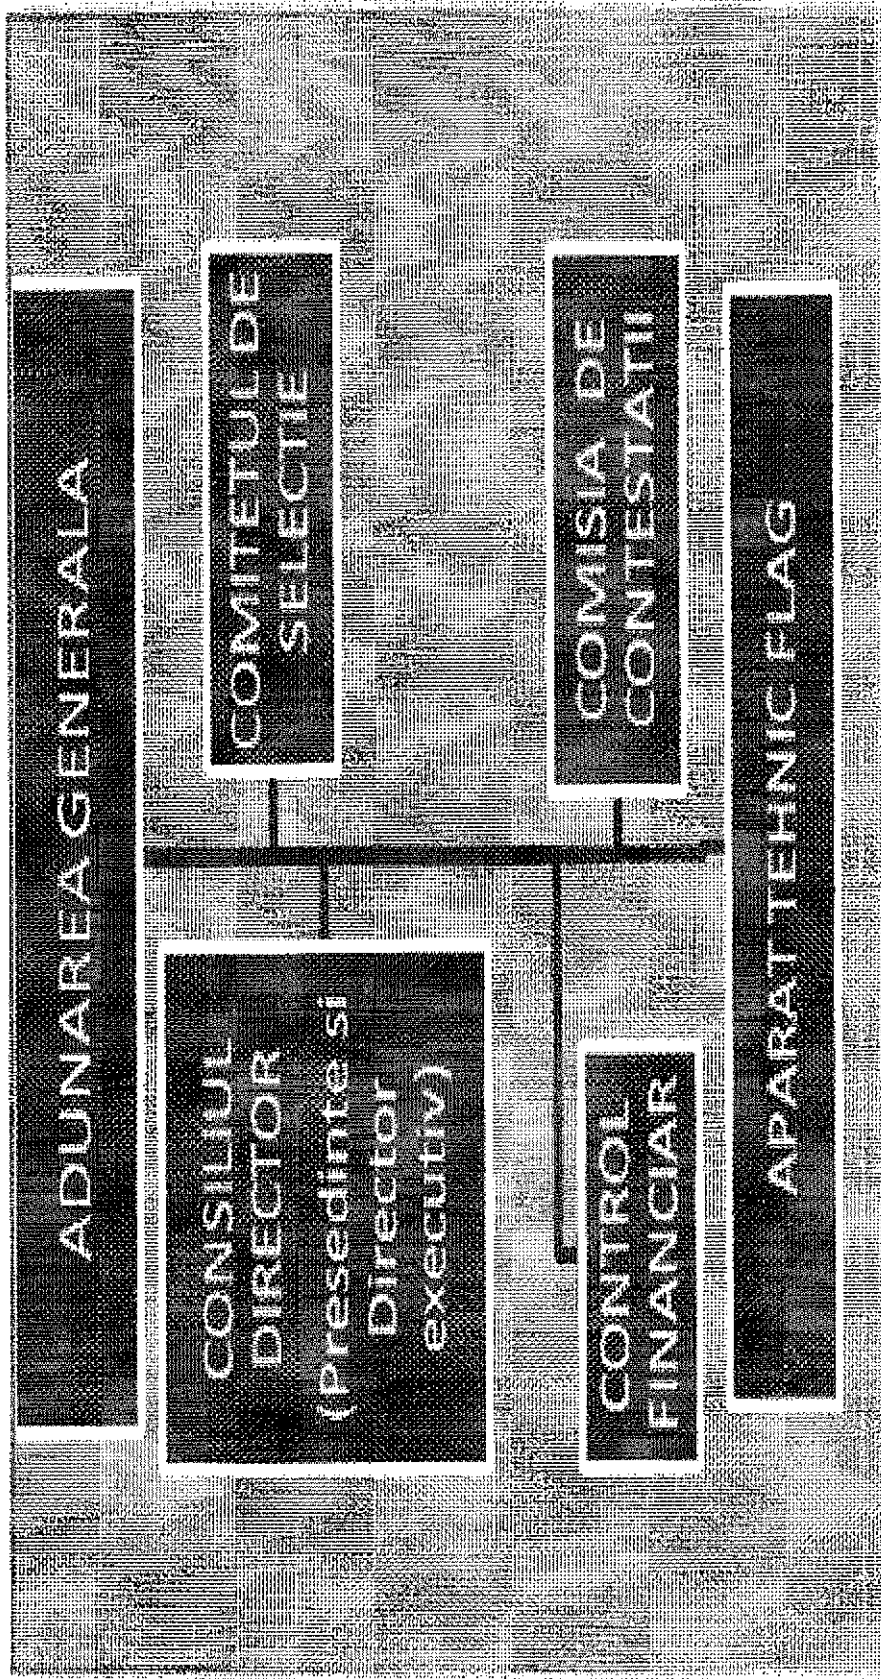 ADUNAREA GENERALA
CONSILIUL
DIRECTOR
(Presedinte si
Director
executiv)
COMITETUL DE
SELECTIE
CONTROL
FINANCIAR
COMISIA DE
CONTESTATII
APARAT TEHNIC FLAG